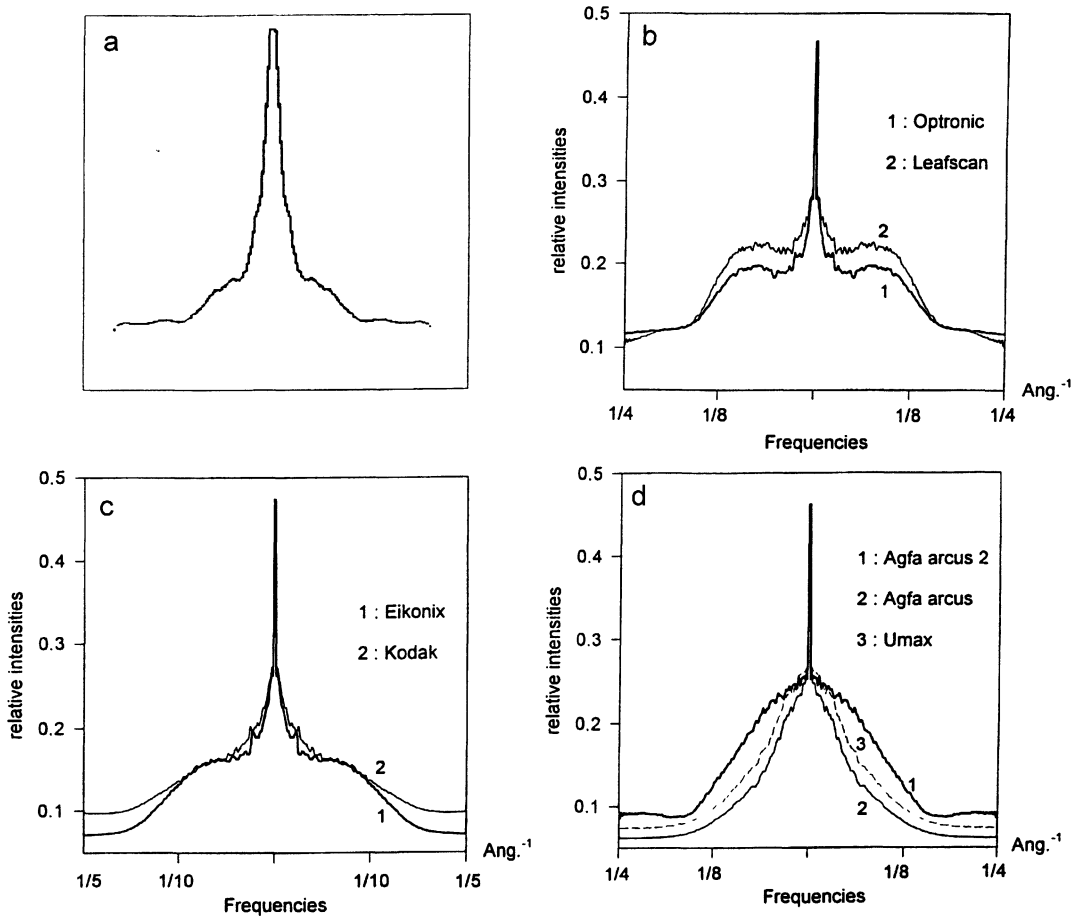 a
b
0.5
0.4
0.3
0.2
0.1
relative intensities
1 : Optronic
2 : Leafscan
2
1
1/4
1/8
1/8
1/4
Ang.-1
Frequencies
c
0.5
0.4
0.3
0.2
0.1
relative intensities
1 : Eikonix
2 : Kodak
2
1
1/5
1/10
1/10
1/5
Ang.-1
Frequencies
d
0.5
0.4
0.3
0.2
0.1
relative intensities
1 : Agfa arcus 2
2 : Agfa arcus
3 : Umax
3
1
2
1/4
1/8
1/8
1/4
Ang.-1
Frequencies